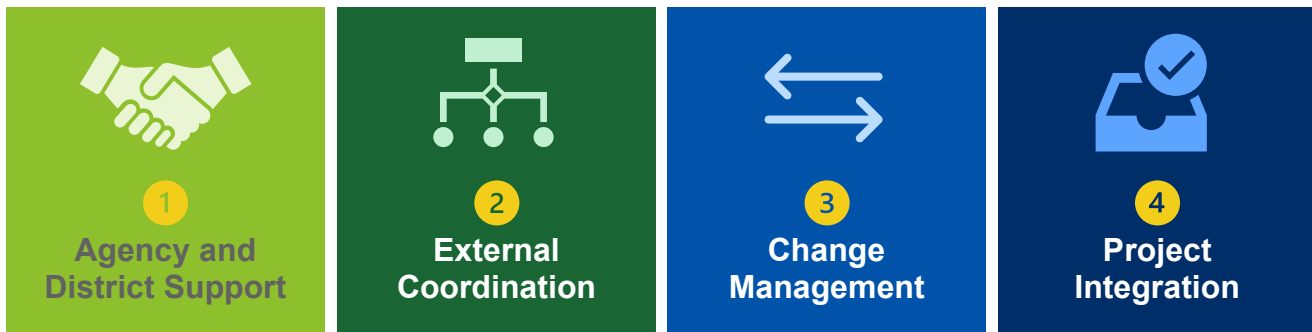 1
Agency and
District Support
2
External
Coordination
3
Change
Management
4
Project
Integration